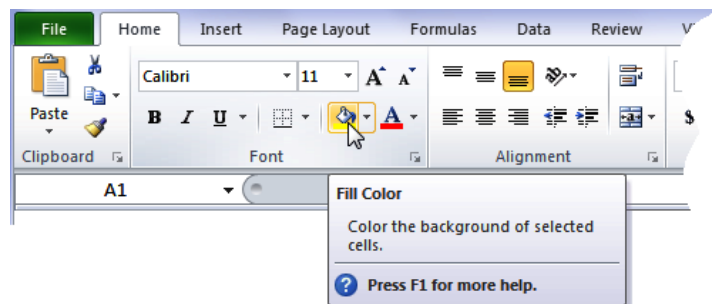 File Home Insert Page Layout Formulas Data Review
Calibri 11 A A
Paste
B I U A a $
Clipboard Font Alignment
A1
Fill Color
Color the background of selected
cells.
? Press F1 for more help.